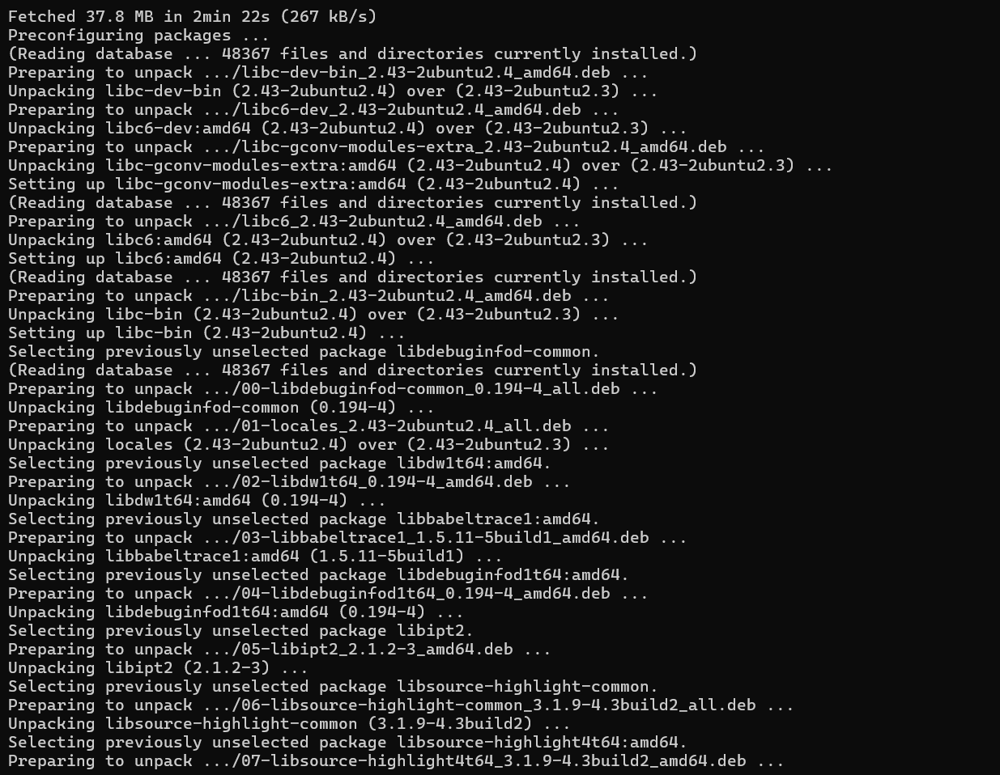 Fetched 37.8 MB in 2min 22s (267 kB/s)
Preconfiguring packages ...
(Reading database ... 48367 files and directories currently installed.)
Preparing to unpack .../libc-dev-bin_2.43-2ubuntu2.4_amd64.deb ...
Unpacking libc-dev-bin (2.43-2ubuntu2.4) over (2.43-2ubuntu2.3) ...
Preparing to unpack .../libc6-dev_2.43-2ubuntu2.4_amd64.deb ...
Unpacking libc6-dev:amd64 (2.43-2ubuntu2.4) over (2.43-2ubuntu2.3) ...
Preparing to unpack .../libc-gconv-modules-extra_2.43-2ubuntu2.4_amd64.deb ...
Unpacking libc-gconv-modules-extra:amd64 (2.43-2ubuntu2.4) over (2.43-2ubuntu2.3) ...
Setting up libc-gconv-modules-extra:amd64 (2.43-2ubuntu2.4) ...
(Reading database ... 48367 files and directories currently installed.)
Preparing to unpack .../libc6_2.43-2ubuntu2.4_amd64.deb ...
Unpacking libc6:amd64 (2.43-2ubuntu2.4) over (2.43-2ubuntu2.3) ...
Setting up libc6:amd64 (2.43-2ubuntu2.4) ...
(Reading database ... 48367 files and directories currently installed.)
Preparing to unpack .../libc-bin_2.43-2ubuntu2.4_amd64.deb ...
Unpacking libc-bin (2.43-2ubuntu2.4) over (2.43-2ubuntu2.3) ...
Setting up libc-bin (2.43-2ubuntu2.4) ...
Selecting previously unselected package libdebuginfod-common.
(Reading database ... 48367 files and directories currently installed.)
Preparing to unpack .../00-libdebuginfod-common_0.194-4_all.deb ...
Unpacking libdebuginfod-common (0.194-4) ...
Preparing to unpack .../01-locales_2.43-2ubuntu2.4_all.deb ...
Unpacking locales (2.43-2ubuntu2.4) over (2.43-2ubuntu2.3) ...
Selecting previously unselected package libdw1t64:amd64.
Preparing to unpack .../02-libdw1t64_0.194-4_amd64.deb ...
Unpacking libdw1t64:amd64 (0.194-4) ...
Selecting previously unselected package libbabeltrace1:amd64.
Preparing to unpack .../03-libbabeltrace1_1.5.11-5build1_amd64.deb ...
Unpacking libbabeltrace1:amd64 (1.5.11-5build1) ...
Selecting previously unselected package libdebuginfod1t64:amd64.
Preparing to unpack .../04-libdebuginfod1t64_0.194-4_amd64.deb ...
Unpacking libdebuginfod1t64:amd64 (0.194-4) ...
Selecting previously unselected package libipt2.
Preparing to unpack .../05-libipt2_2.1.2-3_amd64.deb ...
Unpacking libipt2 (2.1.2-3) ...
Selecting previously unselected package libsource-highlight-common.
Preparing to unpack .../06-libsource-highlight-common_3.1.9-4.3build2_all.deb ...
Unpacking libsource-highlight-common (3.1.9-4.3build2) ...
Selecting previously unselected package libsource-highlight4t64:amd64.
Preparing to unpack .../07-libsource-highlight4t64_3.1.9-4.3build2_amd64.deb ...